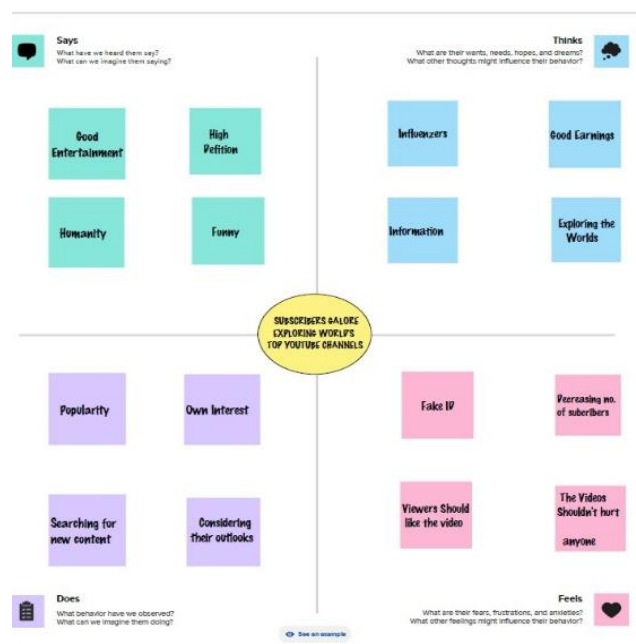 Says
What have we heard them say?
What can we imagine them saying?
Thinks
What are their wants, needs, hopes, and dreams?
What other thoughts might influence their behavior?
Good
Entertainment
High
Defition
Humanity
Funny
Influenzers
Good Earnings
Information
Exploring the
Worlds
SUBSCRIBERS GALORE
EXPLORING WORLD'S
TOP YOUTUBE CHANNELS
Popularity
Own Interest
Searching for
new content
Considering
their outlooks
Fake ID
Decreasing no.
of subcribers
Viewers Should
like the video
The Videos
Shouldn't hurt
anyone
Does
What behavior have we observed?
What can we imagine them doing?
Feels
What are their fears, frustrations, and anxieties?
What other feelings might influence their behavior?
See an example